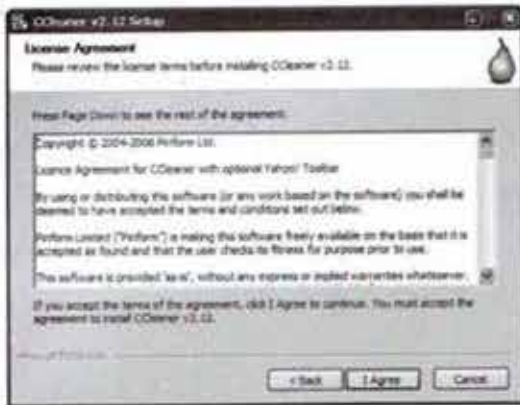 CCleaner v2.12 Setup
License Agreement
Please review the license terms before installing CCleaner v2.12.
Press Page Down to see the rest of the agreement.
Copyright © 2004-2008 Piriform Ltd.
Licence Agreement for CCleaner with optional Yahoo! Toolbar
By using or distributing this software (or any work based on the software) you shall be
deemed to have accepted the terms and conditions set out below.
Piriform Limited ("Piriform") is making this software freely available on the basis that it is
accepted as found and that the user checks its fitness for purpose prior to use.
This software is provided 'as-is', without any express or implied warranties whatsoever.
If you accept the terms of the agreement, click I Agree to continue. You must accept the
agreement to install CCleaner v2.12.
< Back
I Agree
Cancel